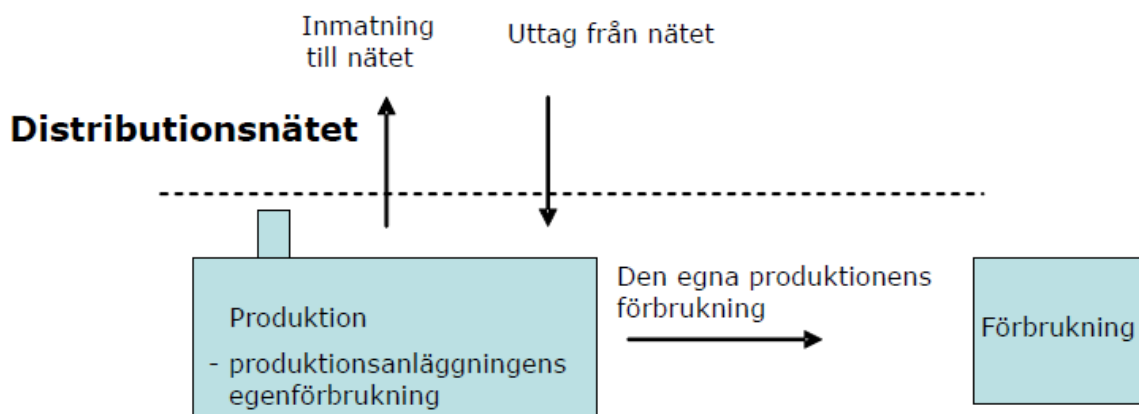 Inmatning
till nätet
Uttag från nätet
Distributionsnätet
Den egna produktionens
förbrukning
Produktion
- produktionsanläggningens
egenförbrukning
Förbrukning